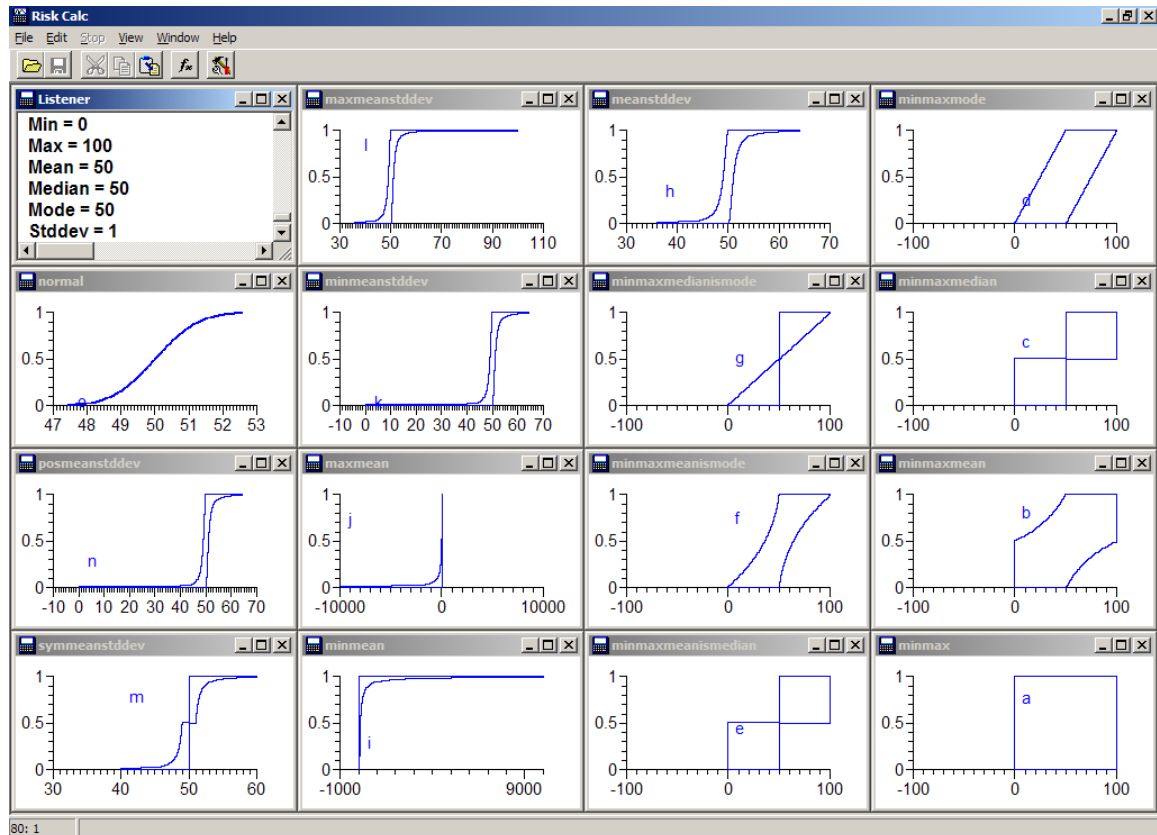 Risk Calc
File Edit Stop View Window Help
Listener
Min = 0
Max = 100
Mean = 50
Median = 50
Mode = 50
Stddev = 1
maxmeanstddev
1
0.5
0
30 50 70 90 110
l
meanstddev
1
0.5
0
30 40 50 60 70
h
minmaxmode
1
0.5
0
-100 0 100
d
normal
1
0.5
0
47 48 49 50 51 52 53
o
minmeanstddev
1
0.5
0
-10 0 10 20 30 40 50 60 70
k
minmaxmedianismode
1
0.5
0
-100 0 100
g
minmaxmedian
1
0.5
0
-100 0 100
c
posmeanstddev
1
0.5
0
-10 0 10 20 30 40 50 60 70
n
maxmean
1
0.5
0
-10000 0 10000
j
minmaxmeanismode
1
0.5
0
-100 0 100
f
minmaxmean
1
0.5
0
-100 0 100
b
symmeanstddev
1
0.5
0
30 40 50 60
m
minmean
1
0.5
0
-1000 9000
i
minmaxmeanismedian
1
0.5
0
-100 0 100
e
minmax
1
0.5
0
-100 0 100
a
80: 1